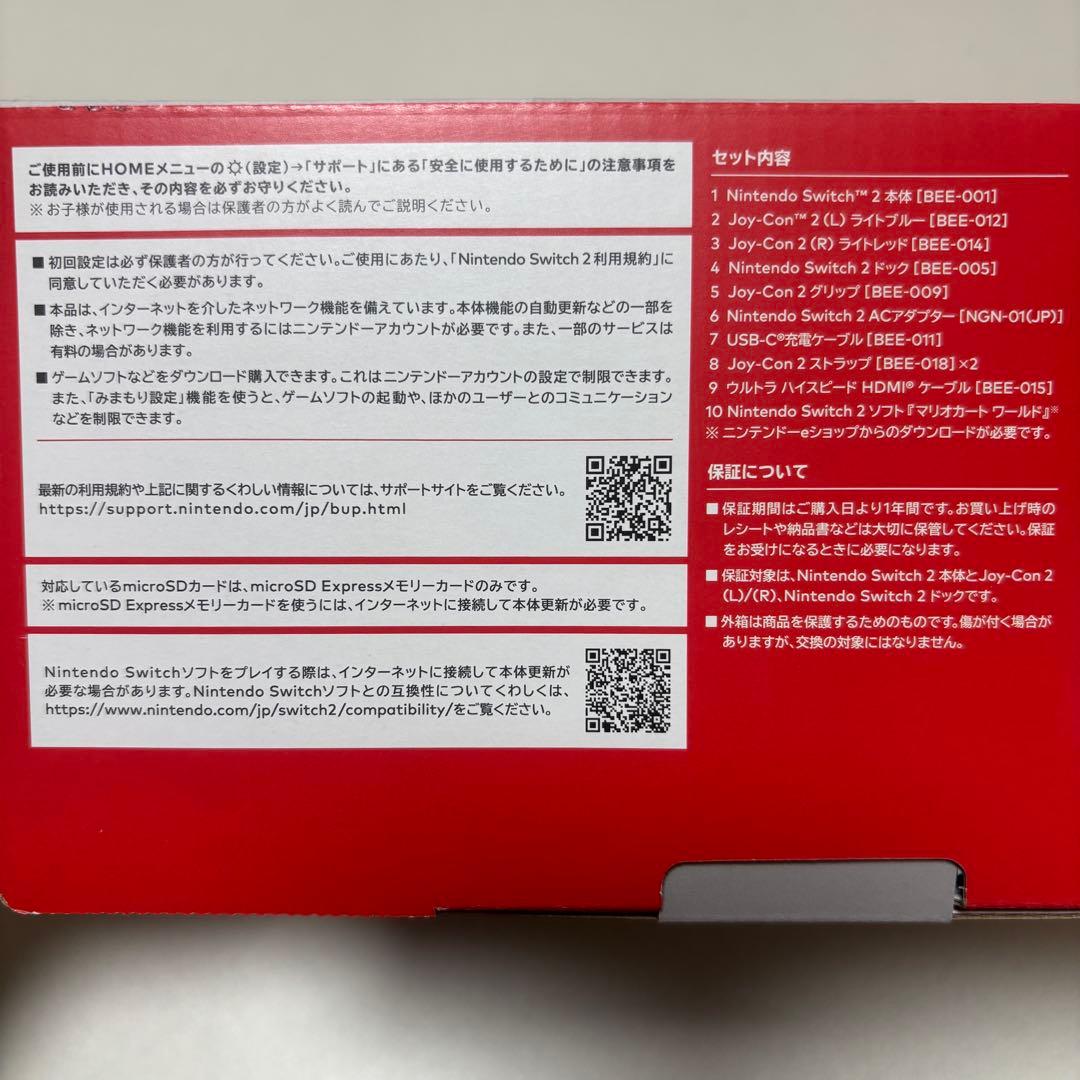 ご使用前にHOMEメニューの(設定)→「サポート」にある「安全に使用するために」の注意事項を
お読みいただき、その内容を必ずお守りください。
※お子様が使用される場合は保護者の方がよく読んでご説明ください。
■初回設定は必ず保護者の方が行ってください。ご使用にあたり、「Nintendo Switch 2 利用規約」に
同意していただく必要があります。
■本品は、インターネットを介したネットワーク機能を備えています。本体機能の自動更新などの一部を
除き、ネットワーク機能を利用するにはニンテンドーアカウントが必要です。また、一部のサービスは
有料の場合があります。
■ゲームソフトなどをダウンロード購入できます。これはニンテンドーアカウントの設定で制限できます。
また、「みまもり設定」機能を使うと、ゲームソフトの起動や、ほかのユーザーとのコミュニケーション
などを制限できます。
最新の利用規約や上記に関するくわしい情報については、サポートサイトをご覧ください。
https://support.nintendo.com/jp/bup.html
対応しているmicroSDカードは、microSD Expressメモリーカードのみです。
※microSD Expressメモリーカードを使うには、インターネットに接続して本体更新が必要です。
Nintendo Switchソフトをプレイする際は、インターネットに接続して本体更新が
必要な場合があります。Nintendo Switchソフトとの互換性についてくわしくは、
https://www.nintendo.com/jp/switch2/compatibility/をご覧ください。
セット内容
1 Nintendo Switch™ 2 本体 [BEE-001]
2 Joy-Con™ 2 (L) ライトブルー [BEE-012]
3 Joy-Con 2 (R) ライトレッド [BEE-014]
4 Nintendo Switch 2 ドック [BEE-005]
5 Joy-Con 2 グリップ [BEE-009]
6 Nintendo Switch 2 ACアダプター [NGN-01(JP)]
7 USB-C®充電ケーブル [BEE-011]
8 Joy-Con 2 ストラップ [BEE-018] ×2
9 ウルトラ ハイスピード HDMI® ケーブル [BEE-015]
10 Nintendo Switch 2 ソフト『マリオカート ワールド』※
※ ニンテンドーeショップからのダウンロードが必要です。
保証について
■保証期間はご購入日より1年間です。お買い上げ時の
レシートや納品書などは大切に保管してください。保証
をお受けになるときに必要になります。
■保証対象は、Nintendo Switch 2 本体とJoy-Con 2
(L)/(R)、Nintendo Switch 2 ドックです。
■外箱は商品を保護するためのものです。傷が付く場合が
ありますが、交換の対象にはなりません。